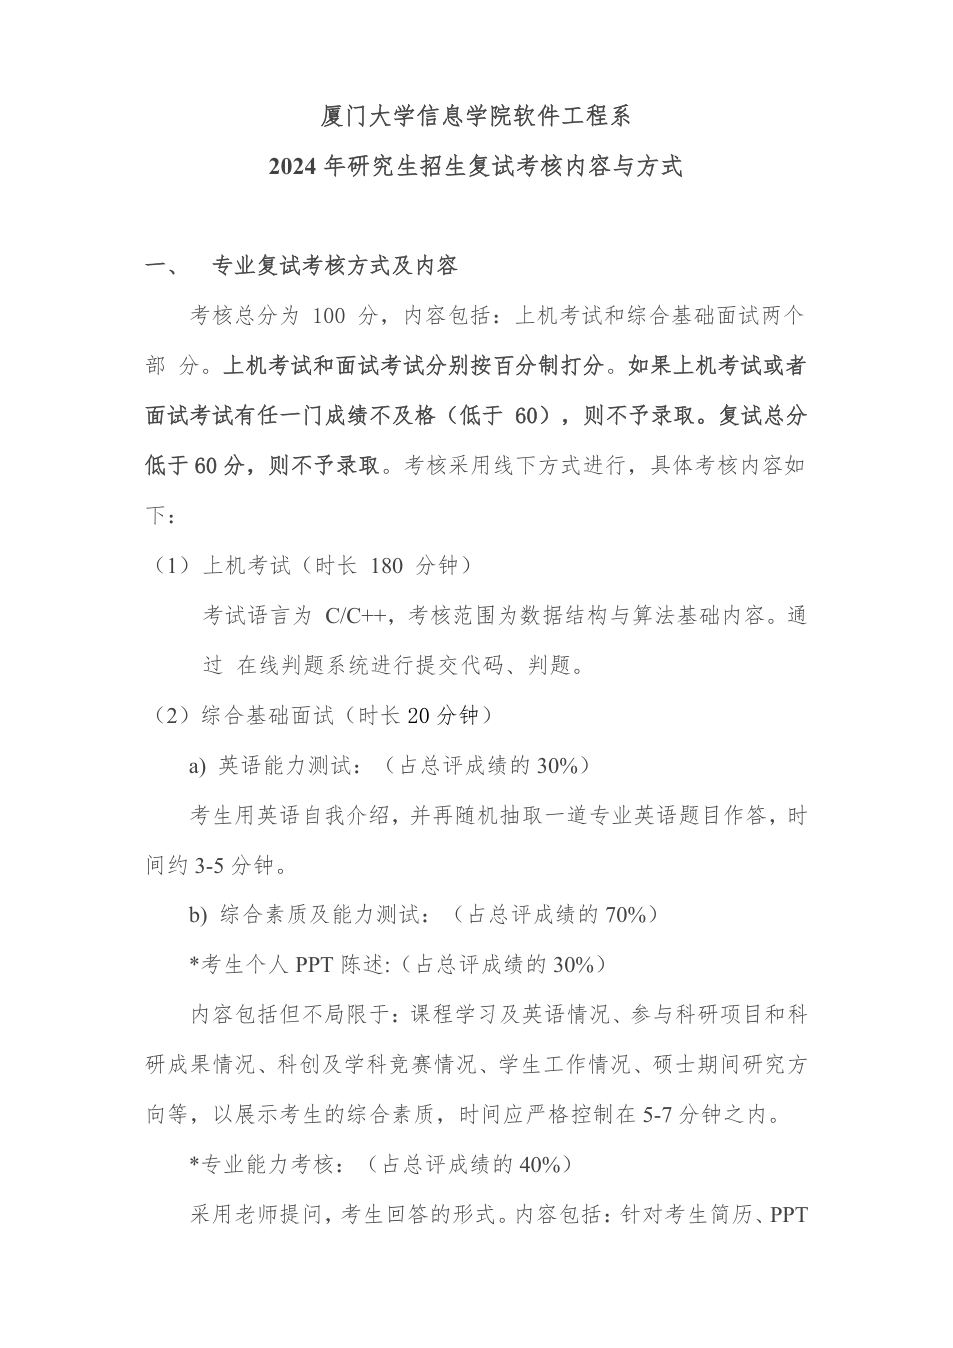 厦门大学信息学院软件工程系
2024 年研究生招生复试考核内容与方式
一、 专业复试考核方式及内容
考核总分为 100 分，内容包括：上机考试和综合基础面试两个
部 分。上机考试和面试考试分别按百分制打分。如果上机考试或者
面试考试有任一门成绩不及格（低于 60），则不予录取。复试总分
低于 60 分，则不予录取。考核采用线下方式进行，具体考核内容如
下：
（1）上机考试（时长 180 分钟）
考试语言为 C/C++，考核范围为数据结构与算法基础内容。通
过 在线判题系统进行提交代码、判题。
（2）综合基础面试（时长 20 分钟）
a) 英语能力测试：（占总评成绩的 30%）
考生用英语自我介绍，并再随机抽取一道专业英语题目作答，时
间约 3-5 分钟。
b) 综合素质及能力测试：（占总评成绩的 70%）
*考生个人 PPT 陈述:（占总评成绩的 30%）
内容包括但不局限于：课程学习及英语情况、参与科研项目和科
研成果情况、科创及学科竞赛情况、学生工作情况、硕士期间研究方
向等，以展示考生的综合素质，时间应严格控制在 5-7 分钟之内。
*专业能力考核：（占总评成绩的 40%）
采用老师提问，考生回答的形式。内容包括：针对考生简历、PPT